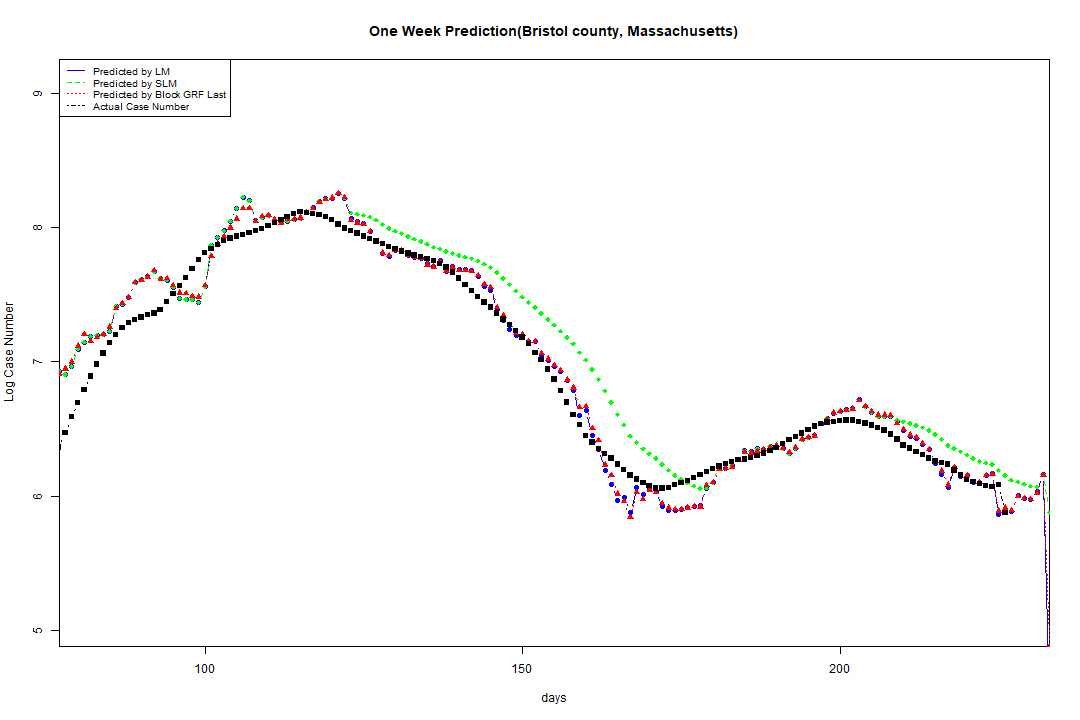 One Week Prediction(Bristol county, Massachusetts)
Predicted by LM
Predicted by SLM
Predicted by Block GRF Last
Actual Case Number
9
8
7
6
5
Log Case Number
100 150 200
days